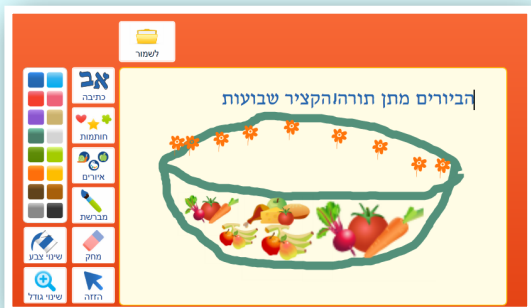 לשמור
אב
כתיבה
חותמות
איורים
מברשת
מחק
שינוי צבע
הזזה
שינוי גודל
הביורים מתן תורה/הקציר שבועות